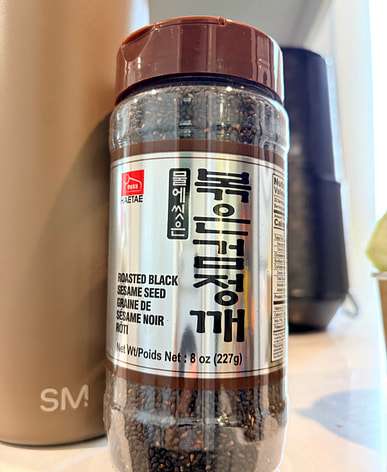 HAETAE
물에씻은
볶은검정깨
ROASTED BLACK
SESAME SEED
GRAINE DE
SÉSAME NOIR
RÔTI
Net Wt/Poids Net : 8 oz (227g)
SM